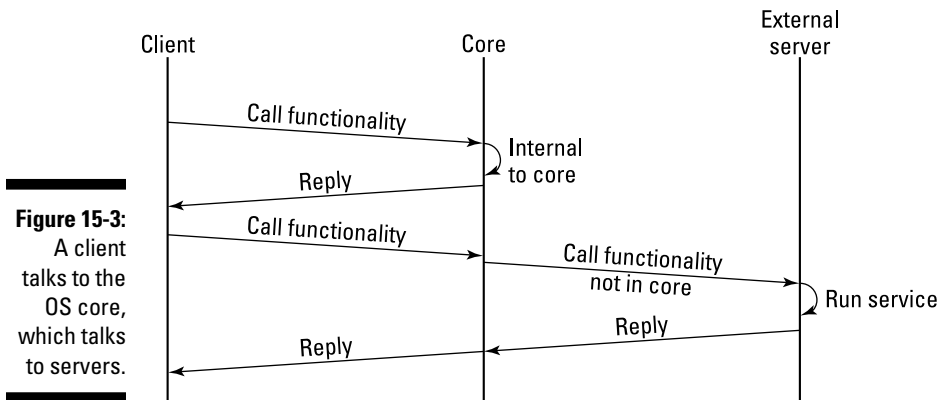 Client
Core
External
server
Call functionality
Internal
to core
Reply
Call functionality
Call functionality
not in core
Run service
Reply
Reply
Figure 15-3:
A client
talks to the
OS core,
which talks
to servers.